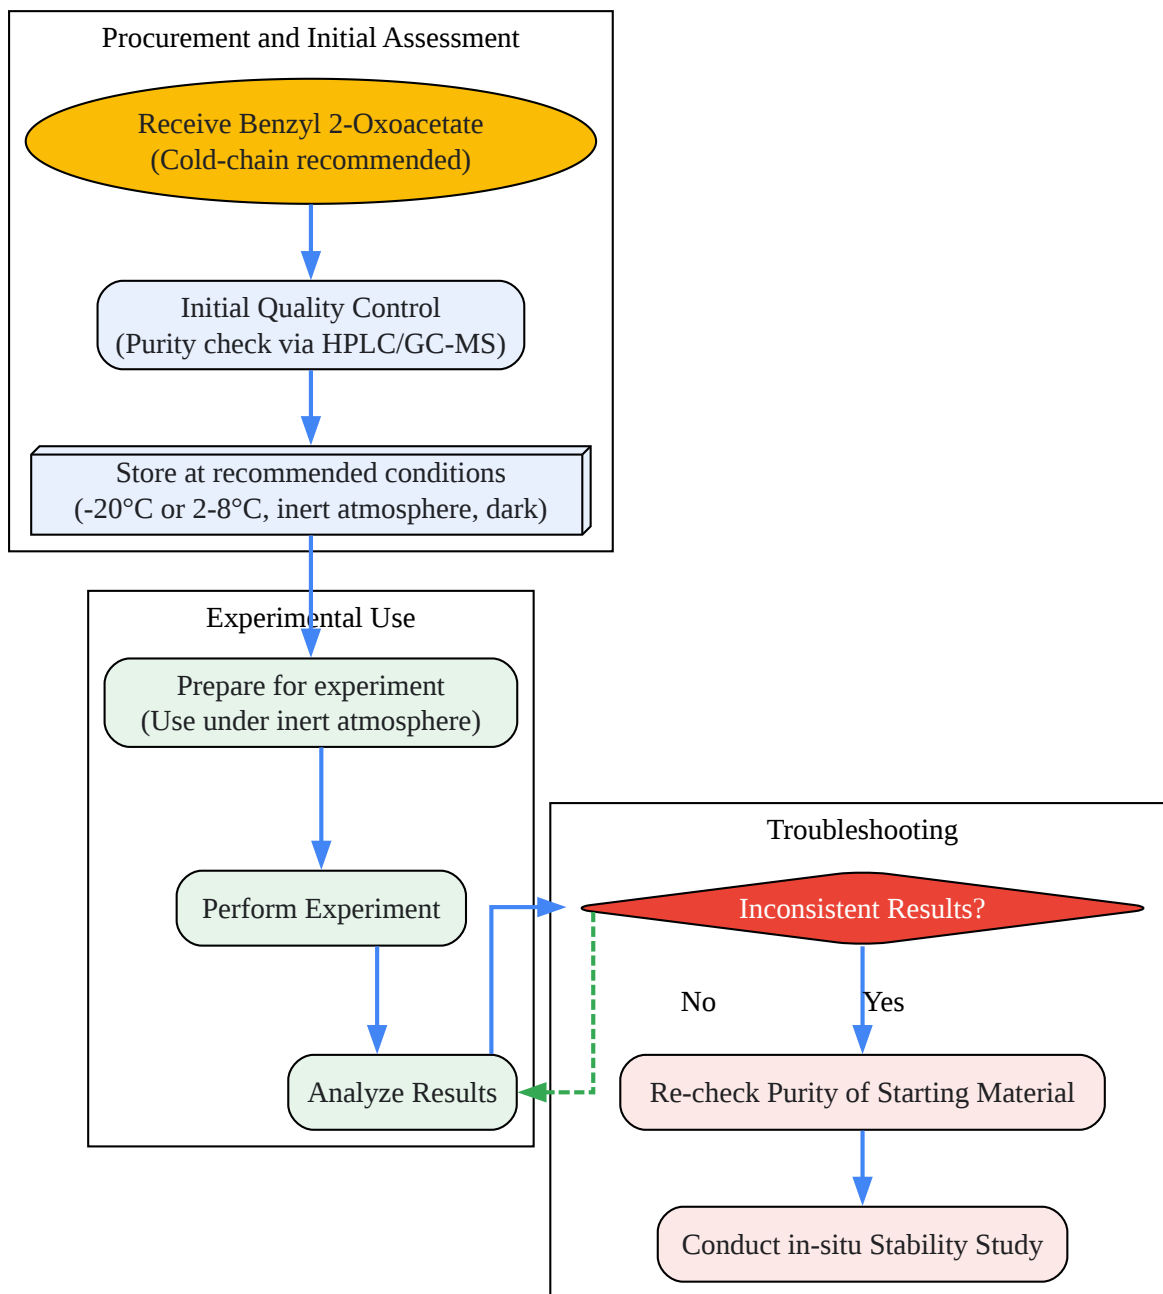 Procurement and Initial Assessment
Receive Benzyl 2-Oxoacetate
(Cold-chain recommended)
Initial Quality Control
(Purity check via HPLC/GC-MS)
Store at recommended conditions
(-20°C or 2-8°C, inert atmosphere, dark)
Experimental Use
Prepare for experiment
(Use under inert atmosphere)
Perform Experiment
Analyze Results
Troubleshooting
Inconsistent Results?
No
Yes
Re-check Purity of Starting Material
Conduct in-situ Stability Study